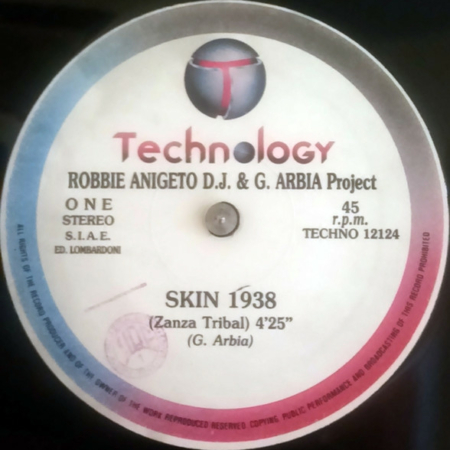 T
Technology
ROBBIE ANIGETO D.J. & G. ARBIA Project
ONE
STEREO
S.I.A.E.
ED. LOMBARDONI
45
r.p.m.
TECHNO 12124
SKIN 1938
(Zanza Tribal) 4'25"
(G. Arbia)
ALL RIGHTS OF THE RECORD PRODUCER AND OF THE OWNER OF THE WORK REPRODUCED RESERVED. COPYING, PUBLIC PERFORMANCE AND BROADCASTING OF THIS RECORD PROHIBITED